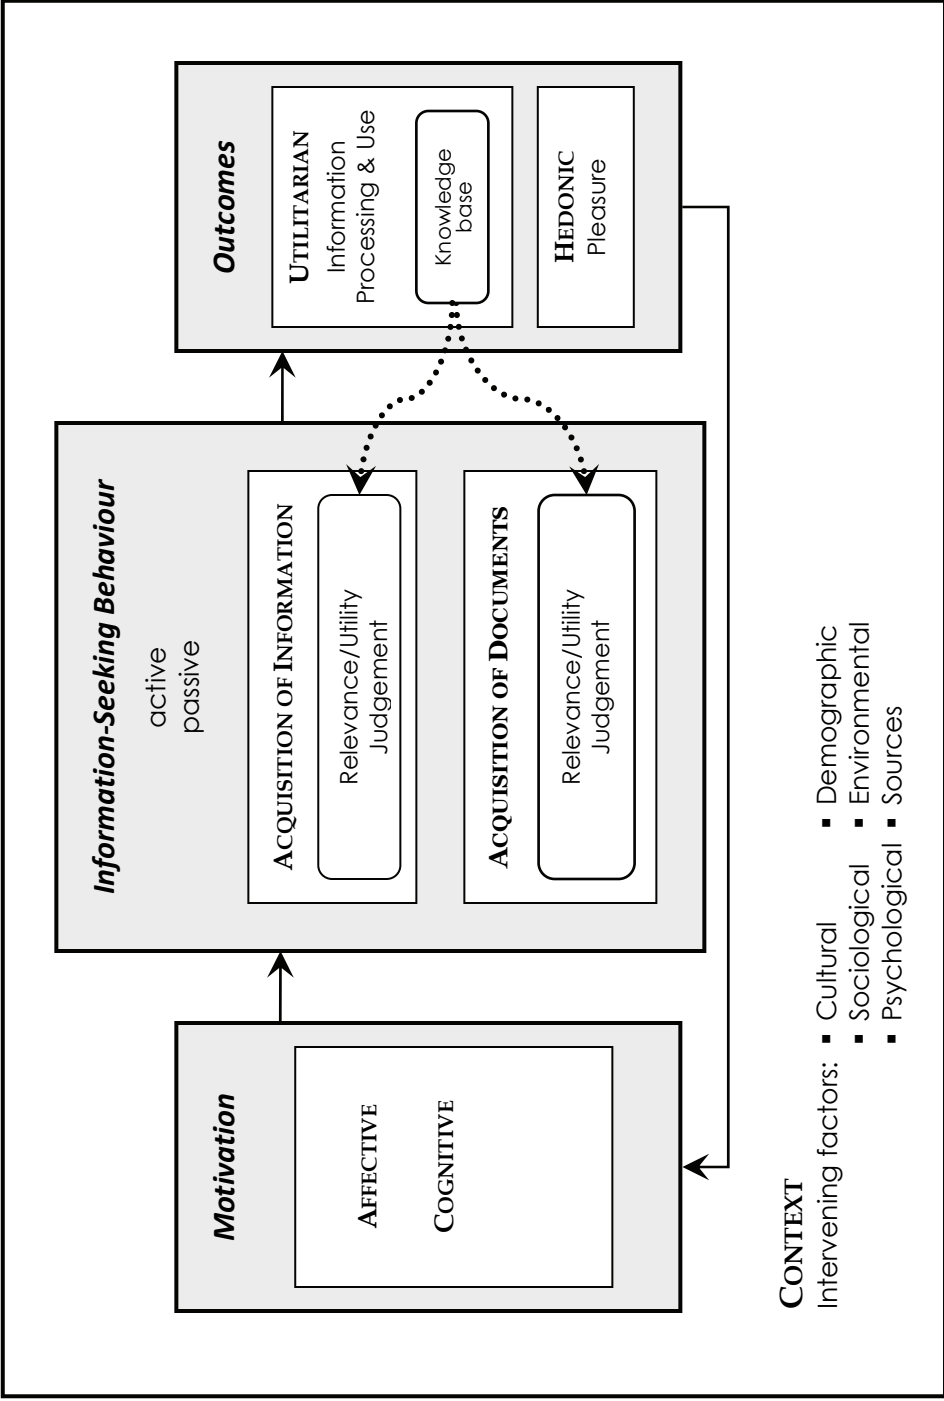 Motivation
AFFECTIVE
COGNITIVE
Information-Seeking Behaviour
active
passive
ACQUISITION OF INFORMATION
Relevance/Utility
Judgement
ACQUISITION OF DOCUMENTS
Relevance/Utility
Judgement
Outcomes
UTILITARIAN
Information
Processing & Use
Knowledge
base
HEDONIC
Pleasure
CONTEXT
Intervening factors: ▪ Cultural ▪ Demographic
▪ Sociological ▪ Environmental
▪ Psychological ▪ Sources